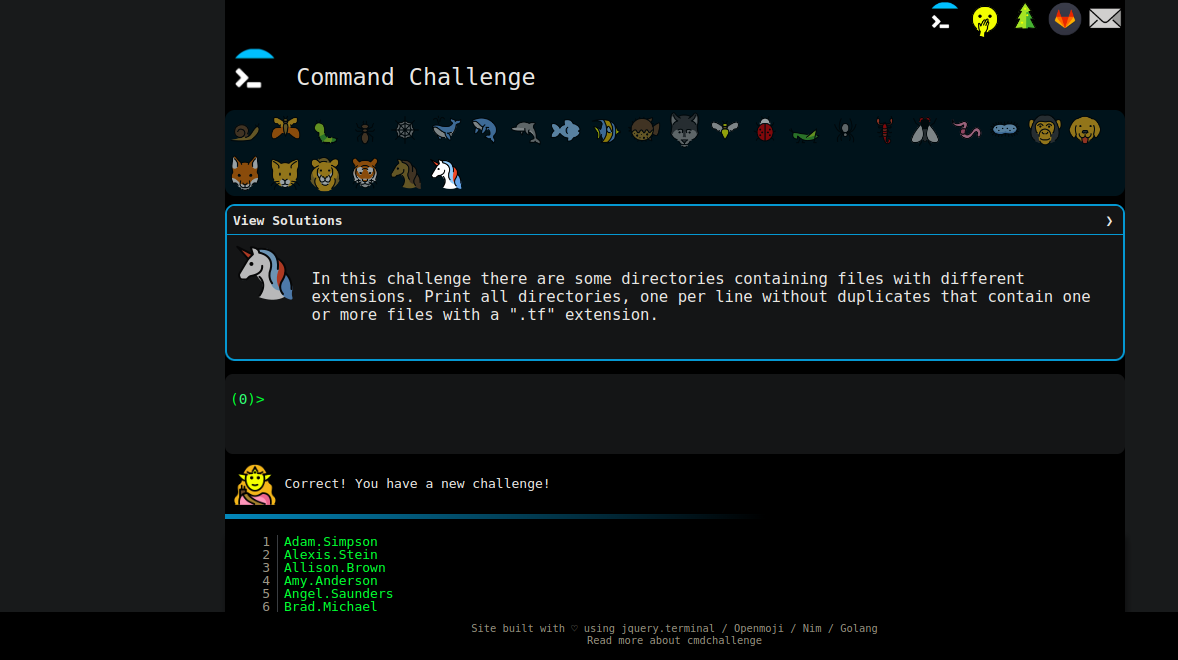 Command Challenge
View Solutions ❯
In this challenge there are some directories containing files with different
extensions. Print all directories, one per line without duplicates that contain one
or more files with a ".tf" extension.
(0)>
Correct! You have a new challenge!
1 Adam.Simpson
2 Alexis.Stein
3 Allison.Brown
4 Amy.Anderson
5 Angel.Saunders
6 Brad.Michael
Site built with ♡ using jquery.terminal / Openmoji / Nim / Golang
Read more about cmdchallenge